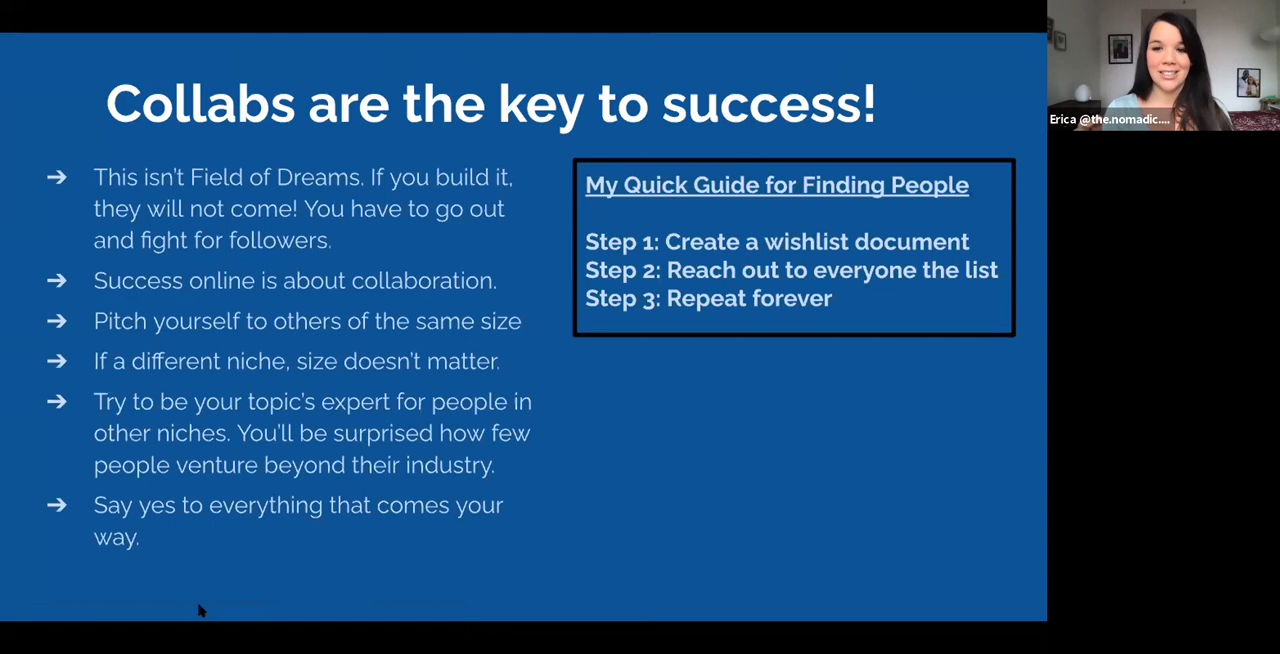 Collabs are the key to success!
➔ This isn't Field of Dreams. If you build it,
they will not come! You have to go out
and fight for followers.
➔ Success online is about collaboration.
➔ Pitch yourself to others of the same size
➔ If a different niche, size doesn't matter.
➔ Try to be your topic's expert for people in
other niches. You'll be surprised how few
people venture beyond their industry.
➔ Say yes to everything that comes your
way.
My Quick Guide for Finding People
Step 1: Create a wishlist document
Step 2: Reach out to everyone the list
Step 3: Repeat forever
Erica @the.nomadic....